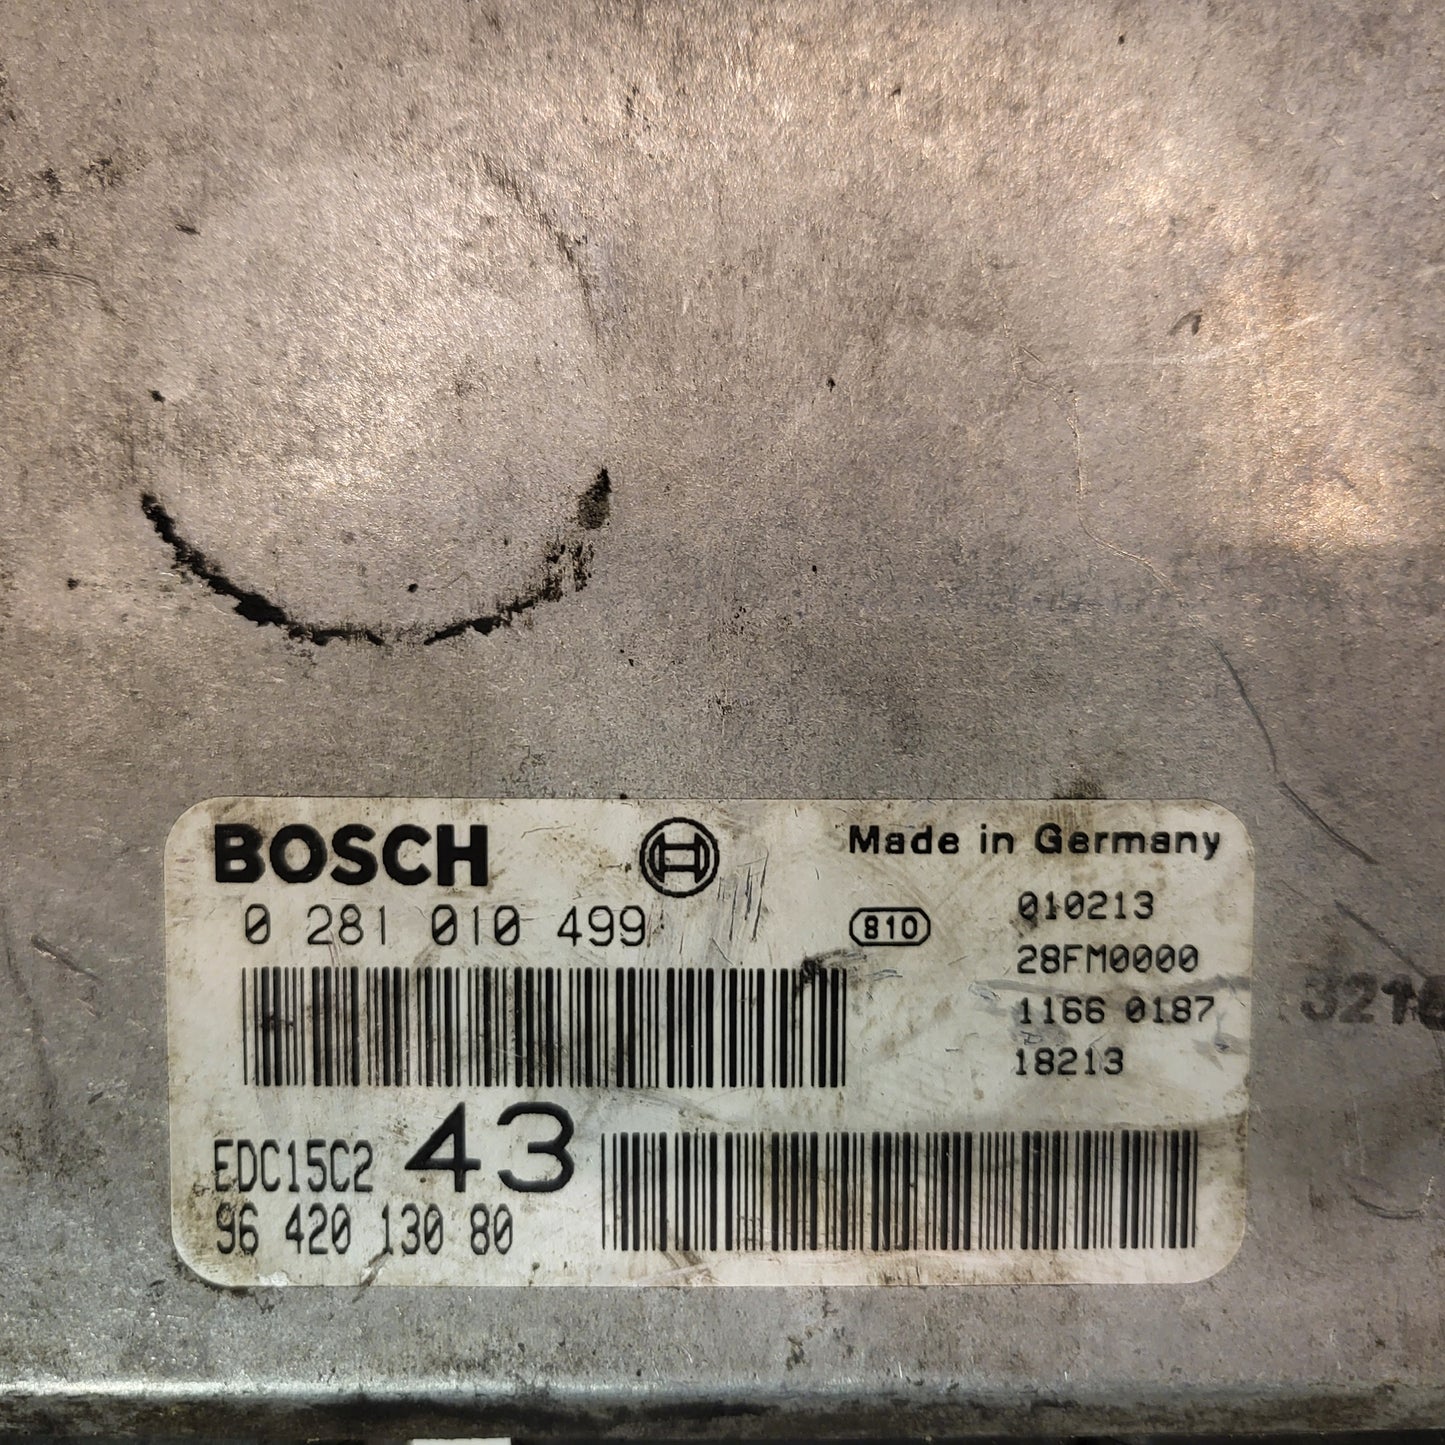 BOSCH
Made in Germany
0 281 010 499
810
010213
28FM0000
1166 0187
18213
EDC15C2 43
96 420 130 80